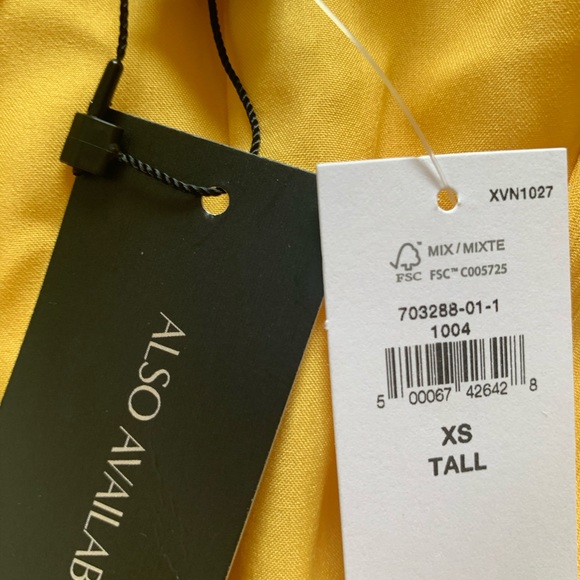 ALSO AVAILAB
XVN1027
MIX / MIXTE
FSC
FSC™ C005725
703288-01-1
1004
5 00067 42642 8
XS
TALL